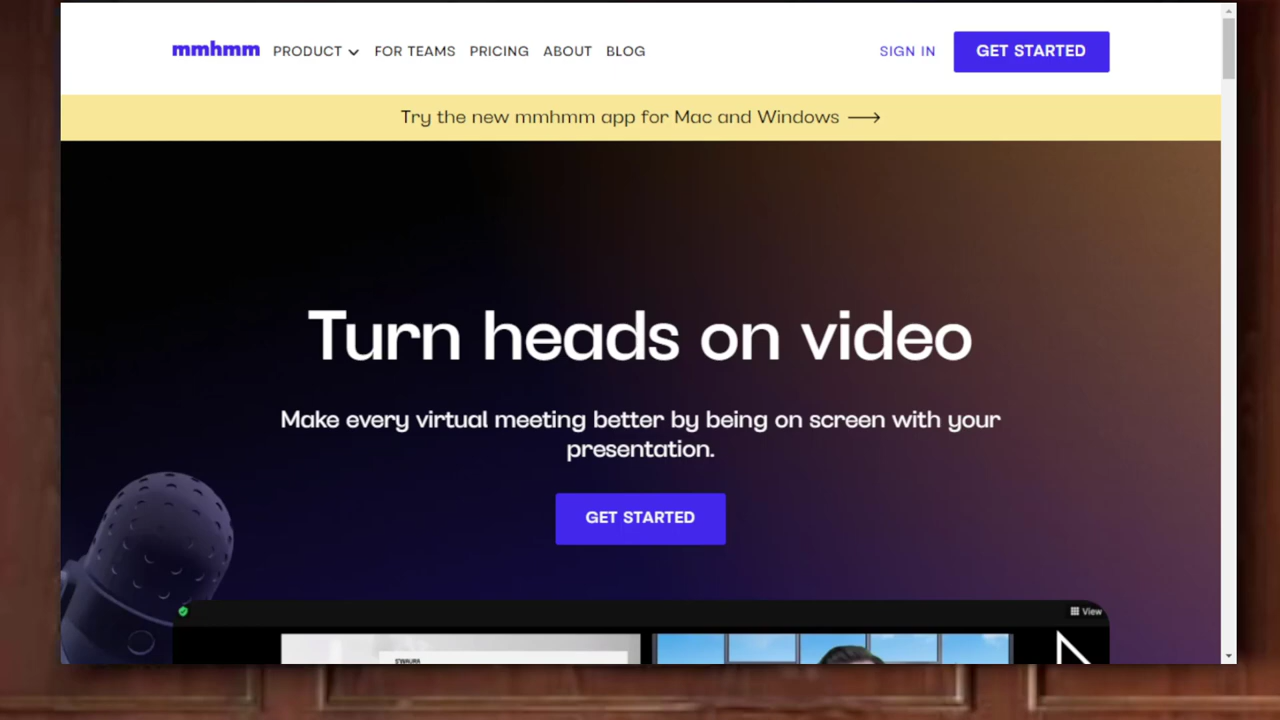 mmhmm PRODUCT FOR TEAMS PRICING ABOUT BLOG SIGN IN GET STARTED
Try the new mmhmm app for Mac and Windows
Turn heads on video
Make every virtual meeting better by being on screen with your
presentation.
GET STARTED
View